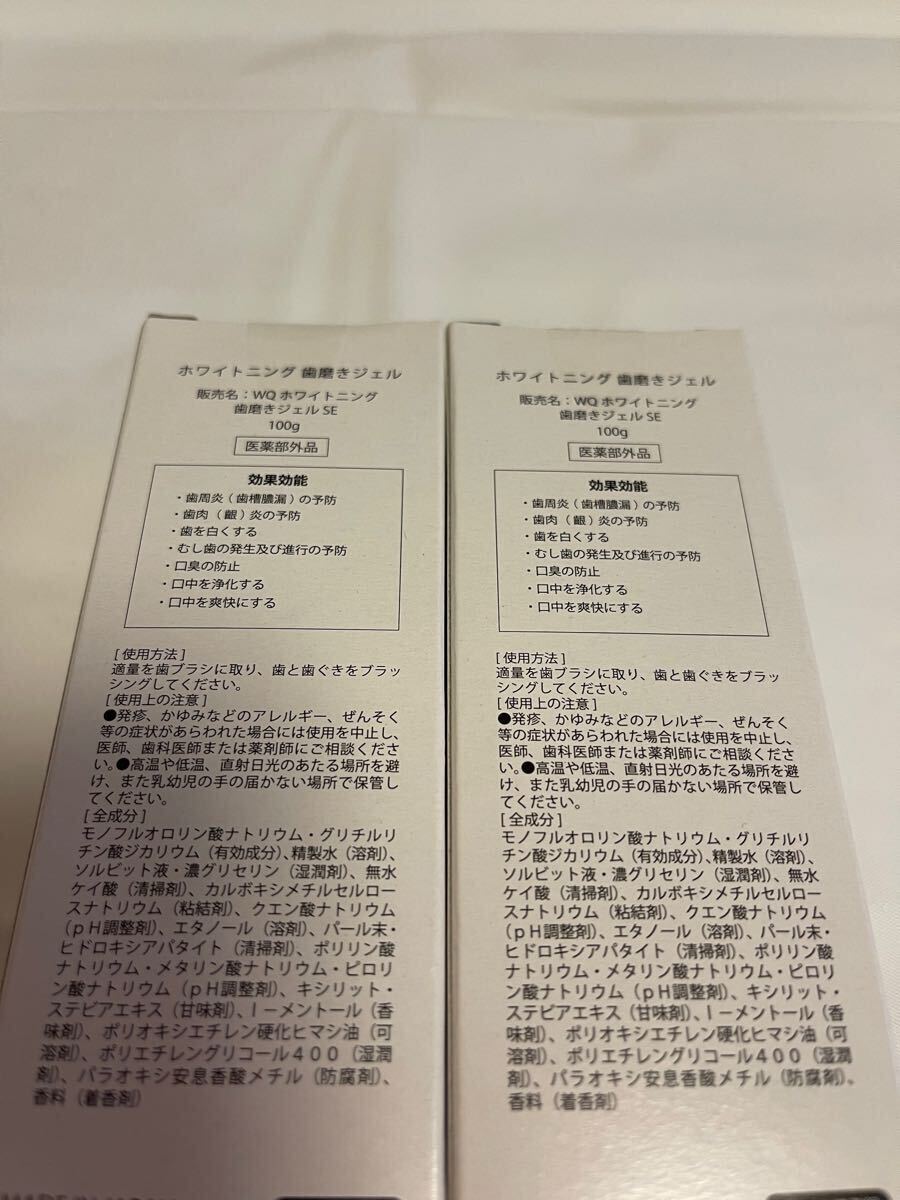 ホワイトニング 歯磨きジェル
販売名：WQ ホワイトニング
歯磨きジェル SE
100g
医薬部外品
効果効能
・歯周炎（歯槽膿漏）の予防
・歯肉（齦）炎の予防
・歯を白くする
・むし歯の発生及び進行の予防
・口臭の防止
・口中を浄化する
・口中を爽快にする
［使用方法］
適量を歯ブラシに取り、歯と歯ぐきをブラッ
シングしてください。
［使用上の注意］
●発疹、かゆみなどのアレルギー、ぜんそく
等の症状があらわれた場合には使用を中止し、
医師、歯科医師または薬剤師にご相談くださ
い。●高温や低温、直射日光のあたる場所を避
け、また乳幼児の手の届かない場所で保管し
てください。
［全成分］
モノフルオロリン酸ナトリウム・グリチルリ
チン酸ジカリウム（有効成分）、精製水（溶剤）、
ソルビット液・濃グリセリン（湿潤剤）、無水
ケイ酸（清掃剤）、カルボキシメチルセルロー
スナトリウム（粘結剤）、クエン酸ナトリウム
（ｐH調整剤）、エタノール（溶剤）、パール末・
ヒドロキシアパタイト（清掃剤）、ポリリン酸
ナトリウム・メタリン酸ナトリウム・ピロリ
ン酸ナトリウム（ｐH調整剤）、キシリット・
ステビアエキス（甘味剤）、ｌ－メントール（香
味剤）、ポリオキシエチレン硬化ヒマシ油（可
溶剤）、ポリエチレングリコール４００（湿潤
剤）、パラオキシ安息香酸メチル（防腐剤）、
香料（着香剤）
ホワイトニング 歯磨きジェル
販売名：WQ ホワイトニング
歯磨きジェル SE
100g
医薬部外品
効果効能
・歯周炎（歯槽膿漏）の予防
・歯肉（齦）炎の予防
・歯を白くする
・むし歯の発生及び進行の予防
・口臭の防止
・口中を浄化する
・口中を爽快にする
［使用方法］
適量を歯ブラシに取り、歯と歯ぐきをブラッ
シングしてください。
［使用上の注意］
●発疹、かゆみなどのアレルギー、ぜんそく
等の症状があらわれた場合には使用を中止し、
医師、歯科医師または薬剤師にご相談くださ
い。●高温や低温、直射日光のあたる場所を避
け、また乳幼児の手の届かない場所で保管し
てください。
［全成分］
モノフルオロリン酸ナトリウム・グリチルリ
チン酸ジカリウム（有効成分）、精製水（溶剤）、
ソルビット液・濃グリセリン（湿潤剤）、無水
ケイ酸（清掃剤）、カルボキシメチルセルロー
スナトリウム（粘結剤）、クエン酸ナトリウム
（ｐH調整剤）、エタノール（溶剤）、パール末・
ヒドロキシアパタイト（清掃剤）、ポリリン酸
ナトリウム・メタリン酸ナトリウム・ピロリ
ン酸ナトリウム（ｐH調整剤）、キシリット・
ステビアエキス（甘味剤）、ｌ－メントール（香
味剤）、ポリオキシエチレン硬化ヒマシ油（可
溶剤）、ポリエチレングリコール４００（湿潤
剤）、パラオキシ安息香酸メチル（防腐剤）、
香料（着香剤）